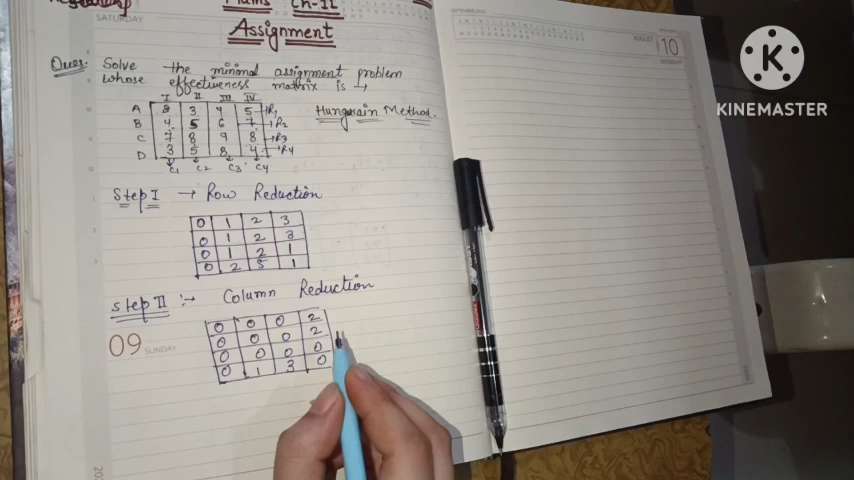 SATURDAY
Maths Ch-11
Assignment
Ques. Solve the minimal assignment problem
whose effectiveness matrix is
I II III IV
A 2 3 4 5 → R1
B 4 5 6 7 → R2
C 7 8 9 8 → R3
D 3 5 8 4 → R4
C1 C2 C3 C4
Hungurain Method.
Step I → Row Reduction
0 1 2 3
0 1 2 3
0 1 2 1
0 2 5 1
Step II :→ Column Reduction
0 0 0 2
0 0 0 2
0 0 0 0
0 1 3 0
09 SUNDAY
SEPTEMBER
AUGUST 10
MONDAY
K
KINEMASTER